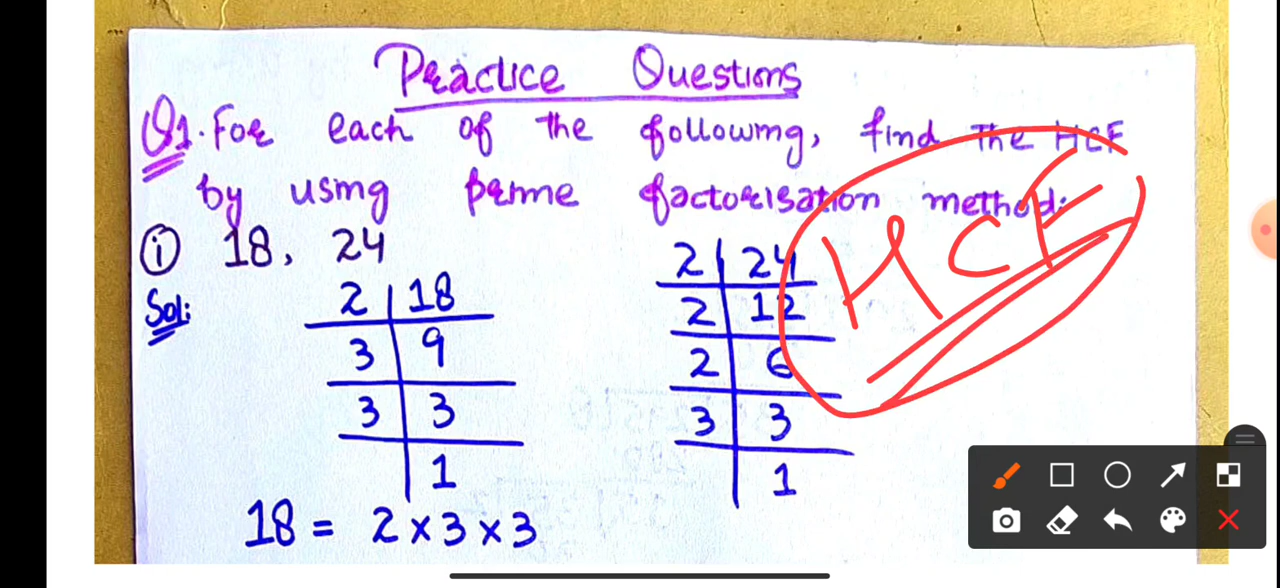 Practice Questions
Q1. For each of the following, find the HCF
by using prime factorisation method:
① 18, 24
Sol:
2 | 18
3 | 9
3 | 3
1
2 | 24
2 | 12
2 | 6
3 | 3
1
18 = 2 × 3 × 3
HCF